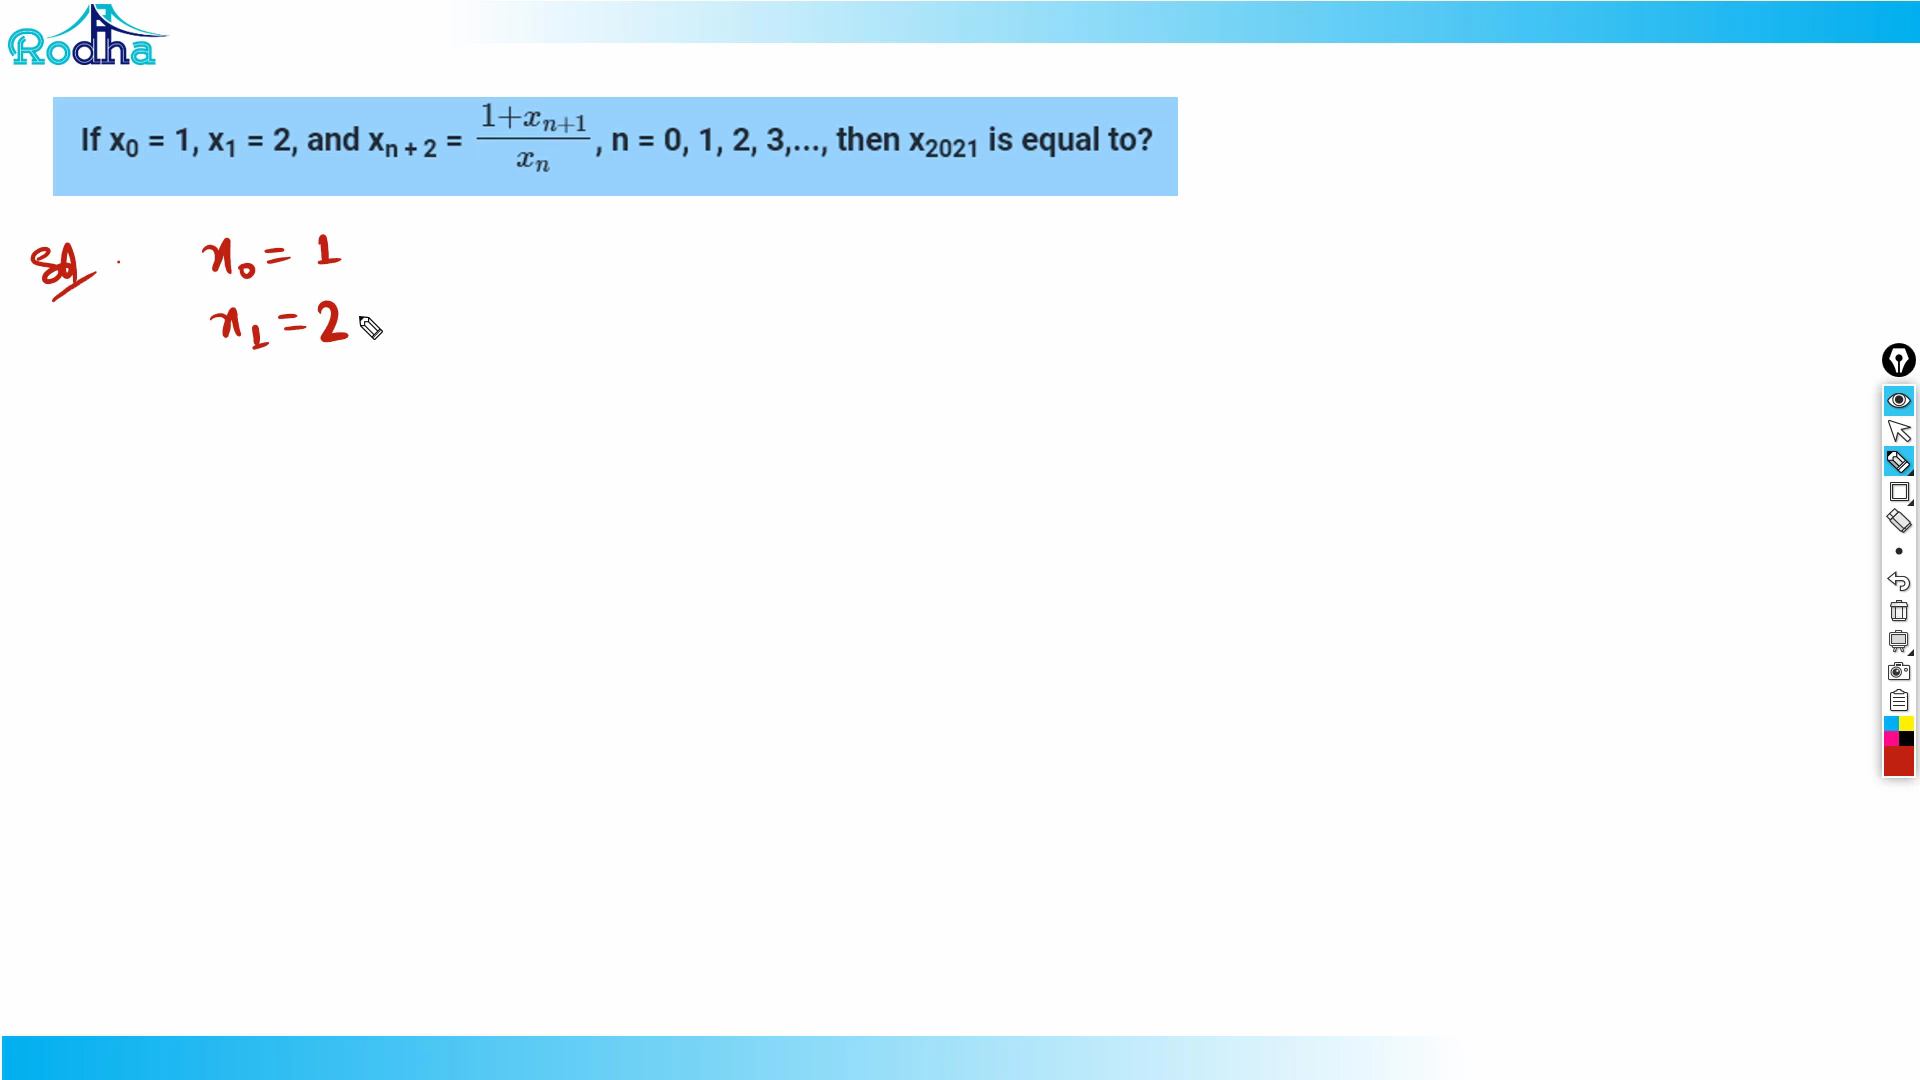 Rodha
If x₀ = 1, x₁ = 2, and xₙ₊₂ = (1+xₙ₊₁)/xₙ, n = 0, 1, 2, 3,..., then x₂₀₂₁ is equal to?
Sol x₀ = 1
x₁ = 2